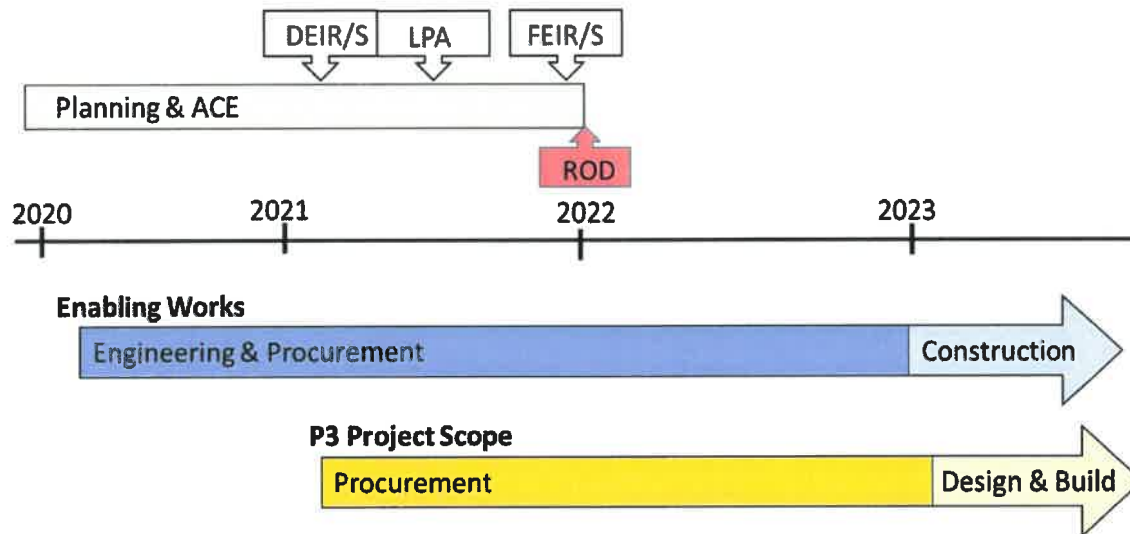 DEIR/S
LPA
FEIR/S
Planning & ACE
ROD
2020
2021
2022
2023
Enabling Works
Engineering & Procurement
Construction
P3 Project Scope
Procurement
Design & Build